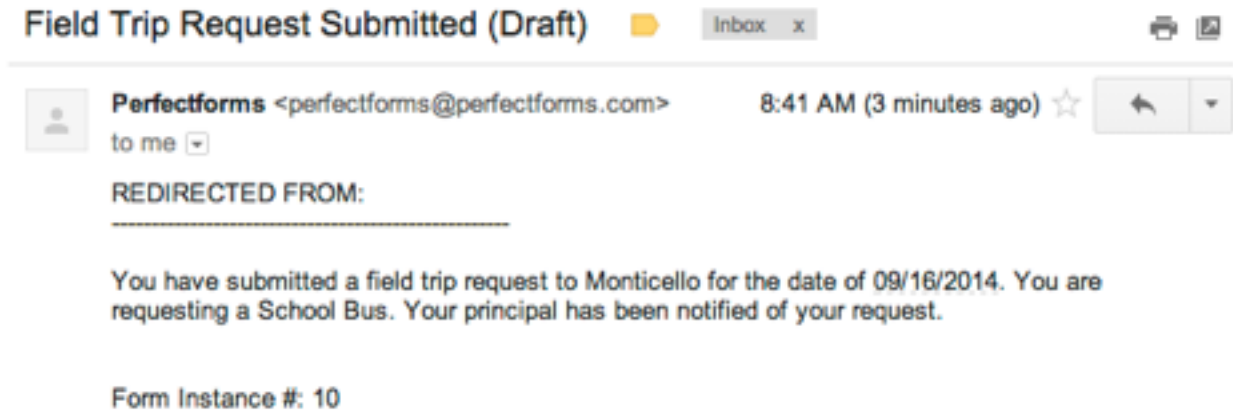 Field Trip Request Submitted (Draft) Inbox x
Perfectforms <perfectforms@perfectforms.com> 8:41 AM (3 minutes ago)
to me
REDIRECTED FROM:
--------------------------------------------------
You have submitted a field trip request to Monticello for the date of 09/16/2014. You are
requesting a School Bus. Your principal has been notified of your request.
Form Instance #: 10